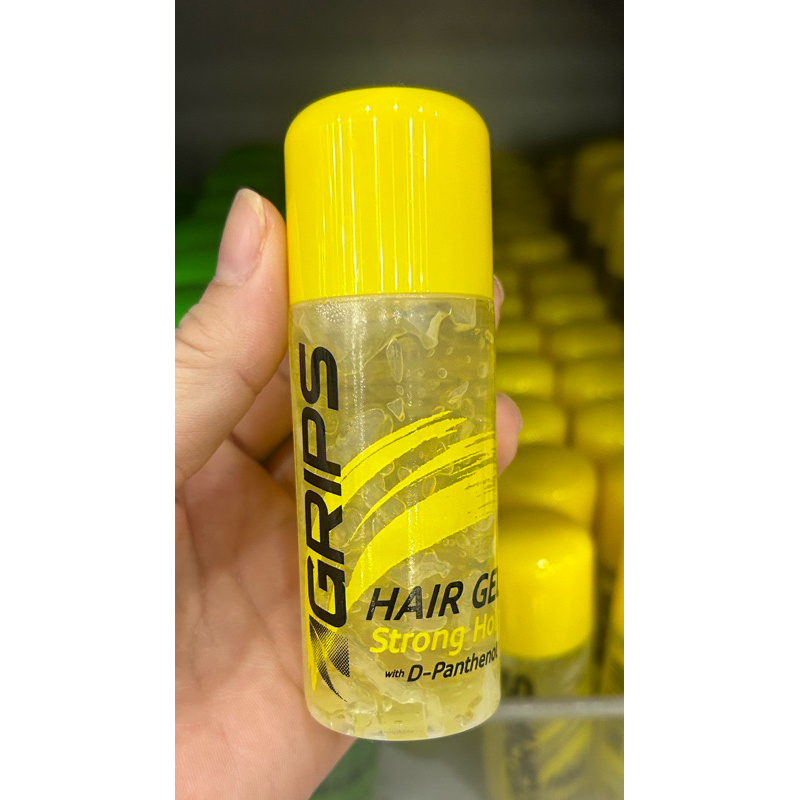 GRIPS
HAIR GE
Strong Ho
with D-Panthenol